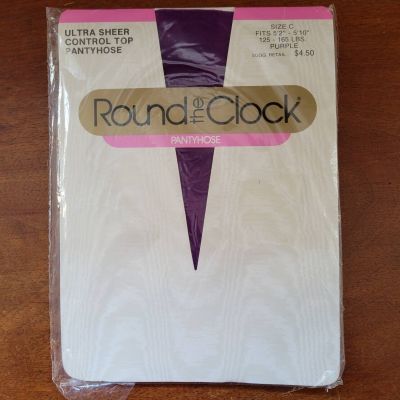 ULTRA SHEER
CONTROL TOP
PANTYHOSE
SIZE C
FITS 5'2" - 5'10"
125 - 165 LBS.
PURPLE
SUGG. RETAIL $4.50
Round the Clock
PANTYHOSE